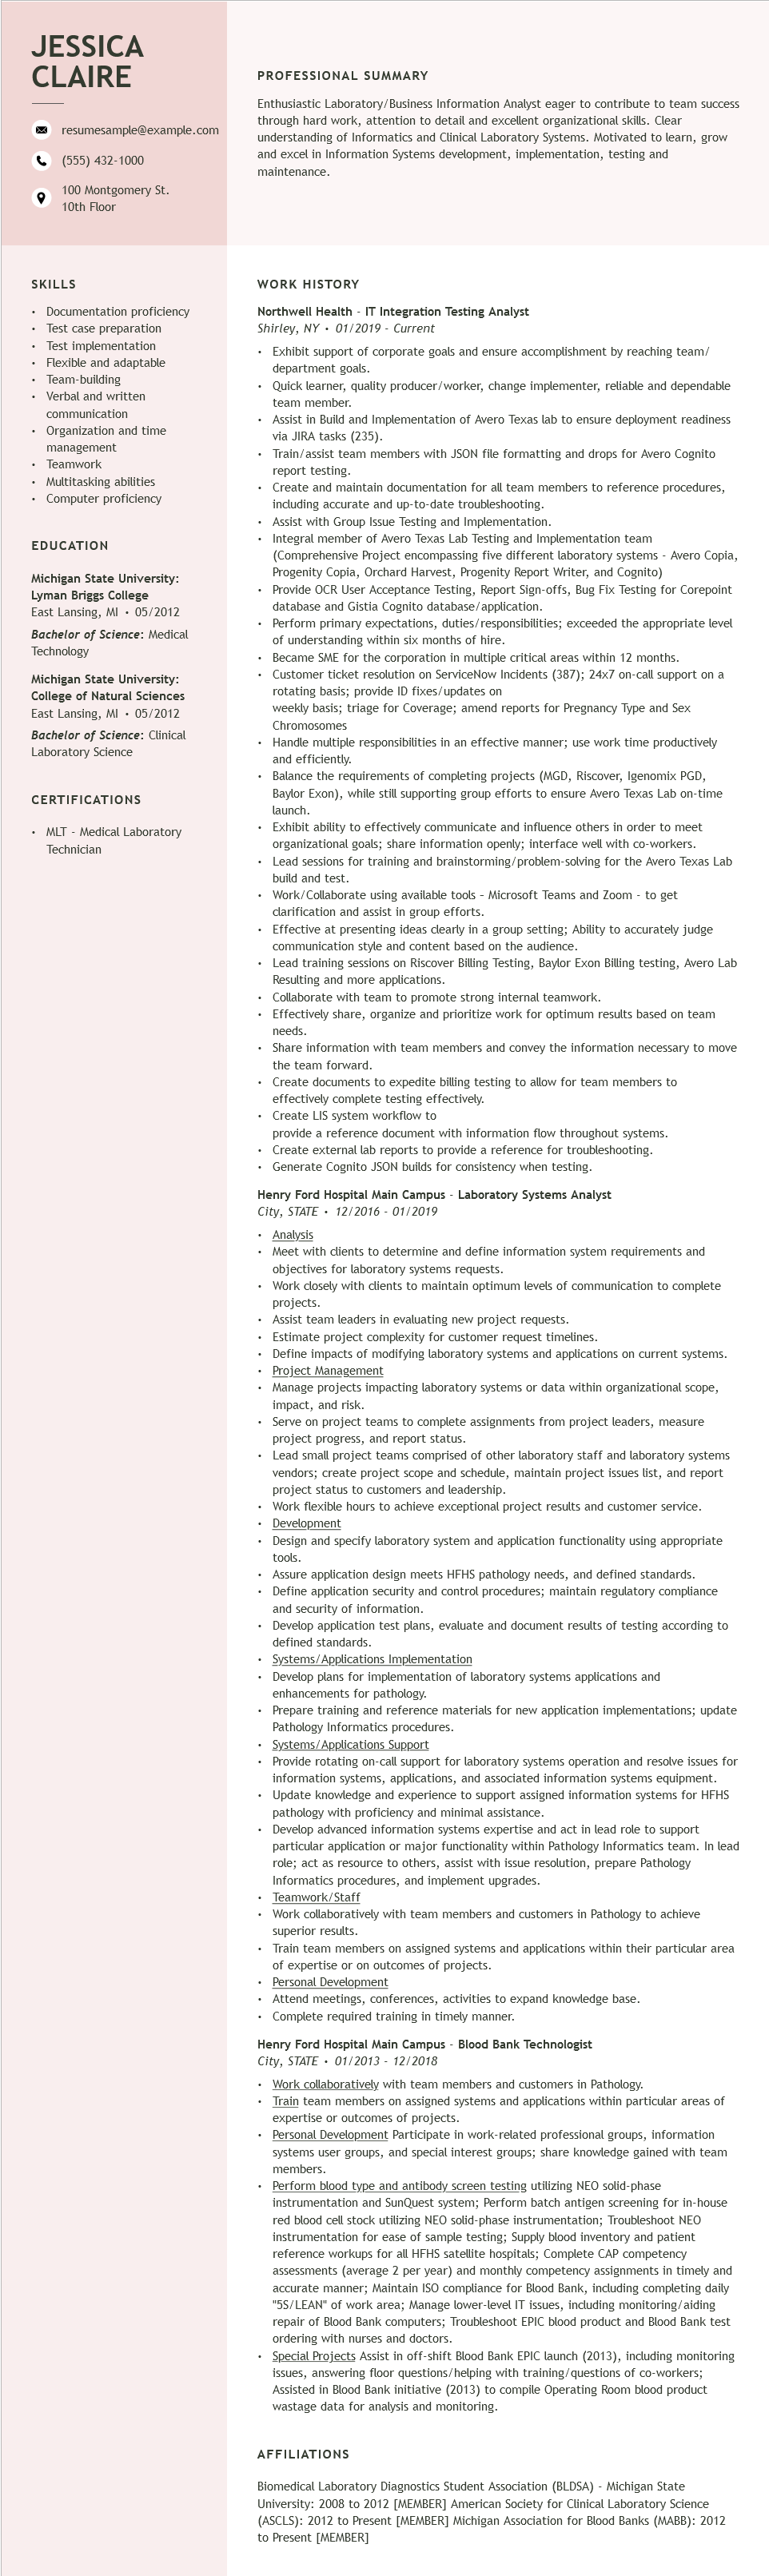 JESSICA
CLAIRE
resumesample@example.com
(555) 432-1000
100 Montgomery St.
10th Floor
PROFESSIONAL SUMMARY
Enthusiastic Laboratory/Business Information Analyst eager to contribute to team success
through hard work, attention to detail and excellent organizational skills. Clear
understanding of Informatics and Clinical Laboratory Systems. Motivated to learn, grow
and excel in Information Systems development, implementation, testing and
maintenance.
SKILLS
• Documentation proficiency
• Test case preparation
• Test implementation
• Flexible and adaptable
• Team-building
• Verbal and written
communication
• Organization and time
management
• Teamwork
• Multitasking abilities
• Computer proficiency
EDUCATION
Michigan State University:
Lyman Briggs College
East Lansing, MI • 05/2012
Bachelor of Science: Medical
Technology
Michigan State University:
College of Natural Sciences
East Lansing, MI • 05/2012
Bachelor of Science: Clinical
Laboratory Science
CERTIFICATIONS
• MLT - Medical Laboratory
Technician
WORK HISTORY
Northwell Health - IT Integration Testing Analyst
Shirley, NY • 01/2019 - Current
• Exhibit support of corporate goals and ensure accomplishment by reaching team/
department goals.
• Quick learner, quality producer/worker, change implementer, reliable and dependable
team member.
• Assist in Build and Implementation of Avero Texas lab to ensure deployment readiness
via JIRA tasks (235).
• Train/assist team members with JSON file formatting and drops for Avero Cognito
report testing.
• Create and maintain documentation for all team members to reference procedures,
including accurate and up-to-date troubleshooting.
• Assist with Group Issue Testing and Implementation.
• Integral member of Avero Texas Lab Testing and Implementation team
(Comprehensive Project encompassing five different laboratory systems - Avero Copia,
Progenity Copia, Orchard Harvest, Progenity Report Writer, and Cognito)
• Provide OCR User Acceptance Testing, Report Sign-offs, Bug Fix Testing for Corepoint
database and Gistia Cognito database/application.
• Perform primary expectations, duties/responsibilities; exceeded the appropriate level
of understanding within six months of hire.
• Became SME for the corporation in multiple critical areas within 12 months.
• Customer ticket resolution on ServiceNow Incidents (387); 24x7 on-call support on a
rotating basis; provide ID fixes/updates on
weekly basis; triage for Coverage; amend reports for Pregnancy Type and Sex
Chromosomes
• Handle multiple responsibilities in an effective manner; use work time productively
and efficiently.
• Balance the requirements of completing projects (MGD, Riscover, Igenomix PGD,
Baylor Exon), while still supporting group efforts to ensure Avero Texas Lab on-time
launch.
• Exhibit ability to effectively communicate and influence others in order to meet
organizational goals; share information openly; interface well with co-workers.
• Lead sessions for training and brainstorming/problem-solving for the Avero Texas Lab
build and test.
• Work/Collaborate using available tools – Microsoft Teams and Zoom - to get
clarification and assist in group efforts.
• Effective at presenting ideas clearly in a group setting; Ability to accurately judge
communication style and content based on the audience.
• Lead training sessions on Riscover Billing Testing, Baylor Exon Billing testing, Avero Lab
Resulting and more applications.
• Collaborate with team to promote strong internal teamwork.
• Effectively share, organize and prioritize work for optimum results based on team
needs.
• Share information with team members and convey the information necessary to move
the team forward.
• Create documents to expedite billing testing to allow for team members to
effectively complete testing effectively.
• Create LIS system workflow to
provide a reference document with information flow throughout systems.
• Create external lab reports to provide a reference for troubleshooting.
• Generate Cognito JSON builds for consistency when testing.
Henry Ford Hospital Main Campus - Laboratory Systems Analyst
City, STATE • 12/2016 - 01/2019
• Analysis
• Meet with clients to determine and define information system requirements and
objectives for laboratory systems requests.
• Work closely with clients to maintain optimum levels of communication to complete
projects.
• Assist team leaders in evaluating new project requests.
• Estimate project complexity for customer request timelines.
• Define impacts of modifying laboratory systems and applications on current systems.
• Project Management
• Manage projects impacting laboratory systems or data within organizational scope,
impact, and risk.
• Serve on project teams to complete assignments from project leaders, measure
project progress, and report status.
• Lead small project teams comprised of other laboratory staff and laboratory systems
vendors; create project scope and schedule, maintain project issues list, and report
project status to customers and leadership.
• Work flexible hours to achieve exceptional project results and customer service.
• Development
• Design and specify laboratory system and application functionality using appropriate
tools.
• Assure application design meets HFHS pathology needs, and defined standards.
• Define application security and control procedures; maintain regulatory compliance
and security of information.
• Develop application test plans, evaluate and document results of testing according to
defined standards.
• Systems/Applications Implementation
• Develop plans for implementation of laboratory systems applications and
enhancements for pathology.
• Prepare training and reference materials for new application implementations; update
Pathology Informatics procedures.
• Systems/Applications Support
• Provide rotating on-call support for laboratory systems operation and resolve issues for
information systems, applications, and associated information systems equipment.
• Update knowledge and experience to support assigned information systems for HFHS
pathology with proficiency and minimal assistance.
• Develop advanced information systems expertise and act in lead role to support
particular application or major functionality within Pathology Informatics team. In lead
role; act as resource to others, assist with issue resolution, prepare Pathology
Informatics procedures, and implement upgrades.
• Teamwork/Staff
• Work collaboratively with team members and customers in Pathology to achieve
superior results.
• Train team members on assigned systems and applications within their particular area
of expertise or on outcomes of projects.
• Personal Development
• Attend meetings, conferences, activities to expand knowledge base.
• Complete required training in timely manner.
Henry Ford Hospital Main Campus - Blood Bank Technologist
City, STATE • 01/2013 - 12/2018
• Work collaboratively with team members and customers in Pathology.
• Train team members on assigned systems and applications within particular areas of
expertise or outcomes of projects.
• Personal Development Participate in work-related professional groups, information
systems user groups, and special interest groups; share knowledge gained with team
members.
• Perform blood type and antibody screen testing utilizing NEO solid-phase
instrumentation and SunQuest system; Perform batch antigen screening for in-house
red blood cell stock utilizing NEO solid-phase instrumentation; Troubleshoot NEO
instrumentation for ease of sample testing; Supply blood inventory and patient
reference workups for all HFHS satellite hospitals; Complete CAP competency
assessments (average 2 per year) and monthly competency assignments in timely and
accurate manner; Maintain ISO compliance for Blood Bank, including completing daily
"5S/LEAN" of work area; Manage lower-level IT issues, including monitoring/aiding
repair of Blood Bank computers; Troubleshoot EPIC blood product and Blood Bank test
ordering with nurses and doctors.
• Special Projects Assist in off-shift Blood Bank EPIC launch (2013), including monitoring
issues, answering floor questions/helping with training/questions of co-workers;
Assisted in Blood Bank initiative (2013) to compile Operating Room blood product
wastage data for analysis and monitoring.
AFFILIATIONS
Biomedical Laboratory Diagnostics Student Association (BLDSA) - Michigan State
University: 2008 to 2012 [MEMBER] American Society for Clinical Laboratory Science
(ASCLS): 2012 to Present [MEMBER] Michigan Association for Blood Banks (MABB): 2012
to Present [MEMBER]